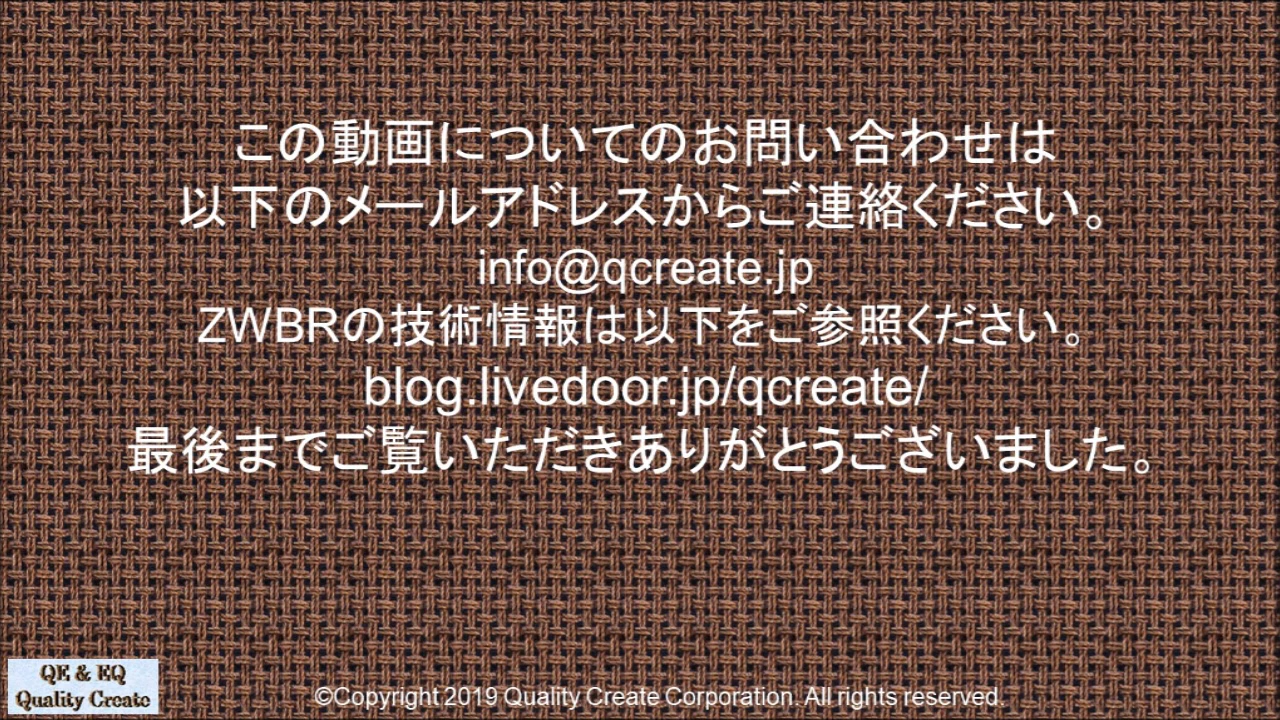 この動画についてのお問い合わせは
以下のメールアドレスからご連絡ください。
info@qcreate.jp
ZWBRの技術情報は以下をご参照ください。
blog.livedoor.jp/qcreate/
最後までご覧いただきありがとうございました。
QE & EQ
Quality Create
©Copyright 2019 Quality Create Corporation. All rights reserved.